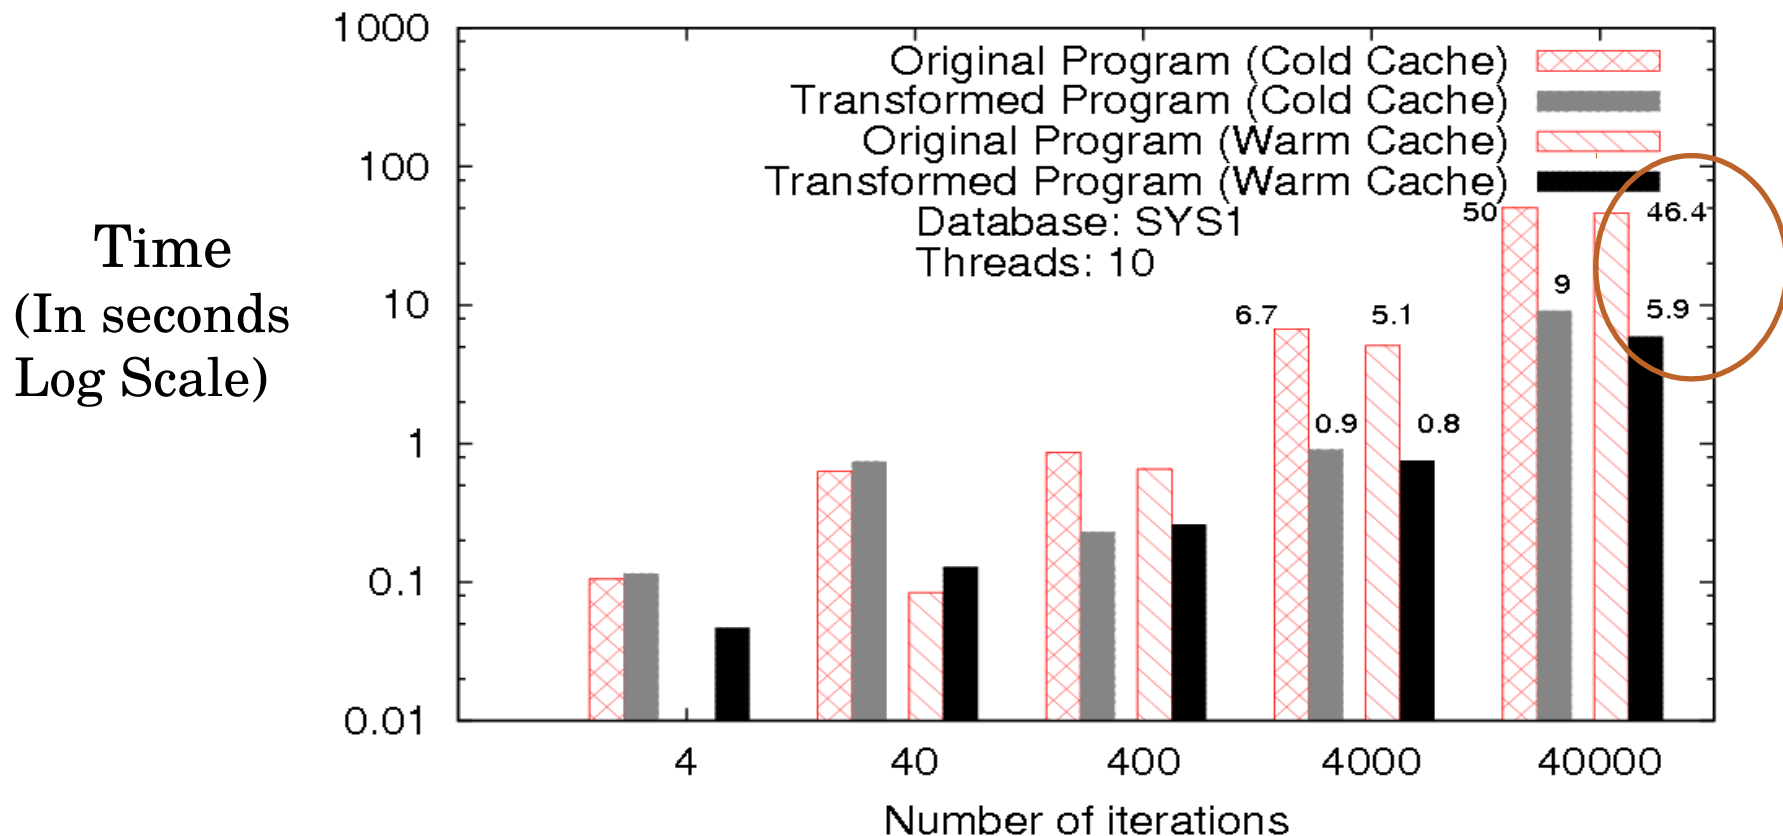 1000
100
10
1
0.1
0.01
Time
(In seconds
Log Scale)
Original Program (Cold Cache)
Transformed Program (Cold Cache)
Original Program (Warm Cache)
Transformed Program (Warm Cache)
Database: SYS1
Threads: 10
6.7
0.9
5.1
0.8
50
9
46.4
5.9
4
40
400
4000
40000
Number of iterations